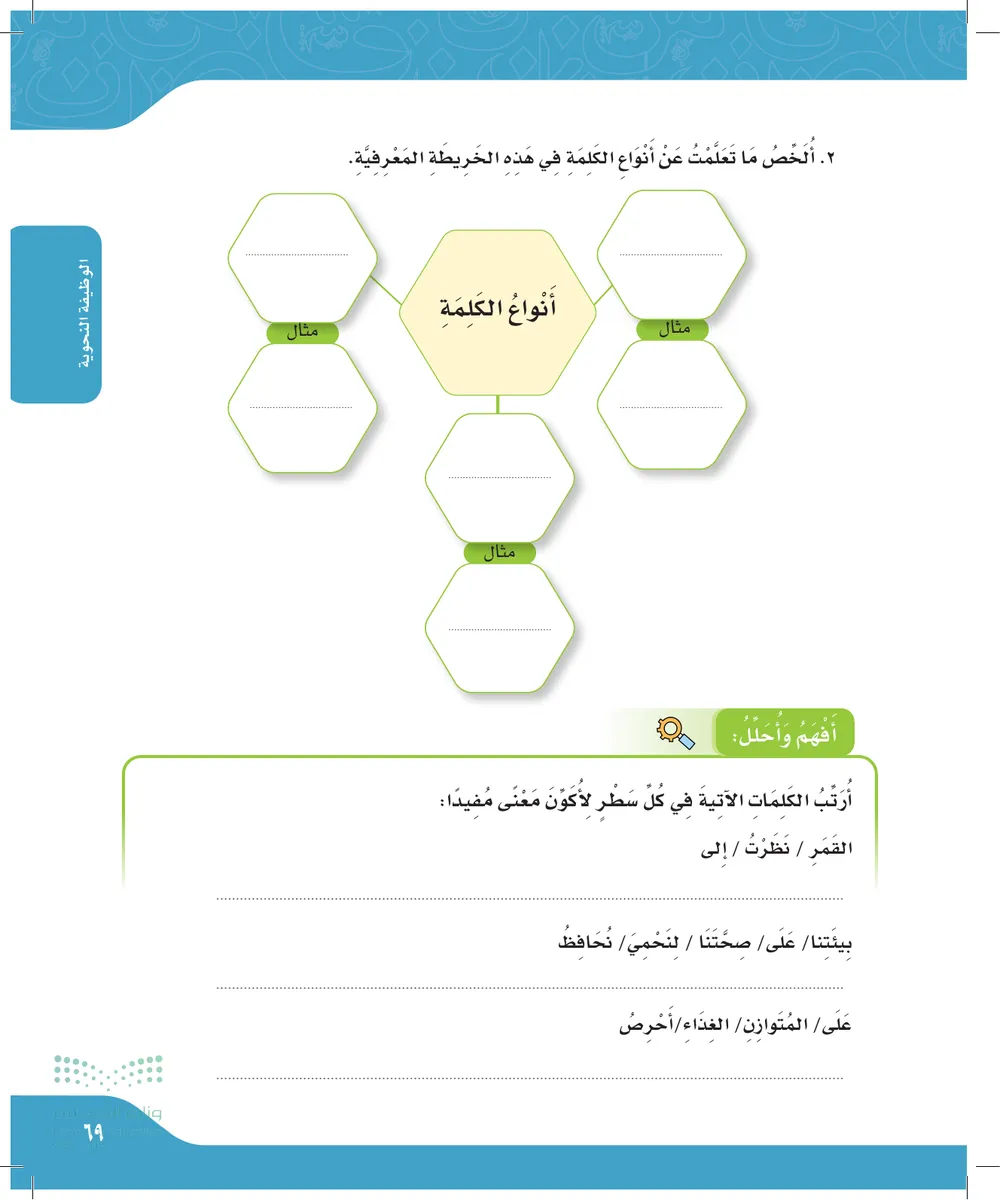 ٢. أُلَخِّصُ مَا تَعَلَّمْتُ عَنْ أَنْوَاعِ الكَلِمَةِ فِي هَذِهِ الخَرِيطَةِ المَعْرِفِيَّةِ.
أَنْواعُ الكَلِمَةِ
مثال
مثال
مثال
الوظيفة النحوية
أَفْهَمُ وَأُحَلِّلُ:
أُرَتِّبُ الكَلِمَاتِ الآتِيةَ فِي كُلِّ سَطْرٍ لِأُكَوِّنَ مَعْنًى مُفِيدًا:
القَمَرِ / نَظَرْتُ / إِلى
بِيئَتِنا/ عَلَى/ صِحَّتَنَا / لِنَحْمِيَ/ نُحَافِظُ
عَلَى/ المُتَوازِنِ/ الغِذَاءِ/أَحْرِصُ
٦٩